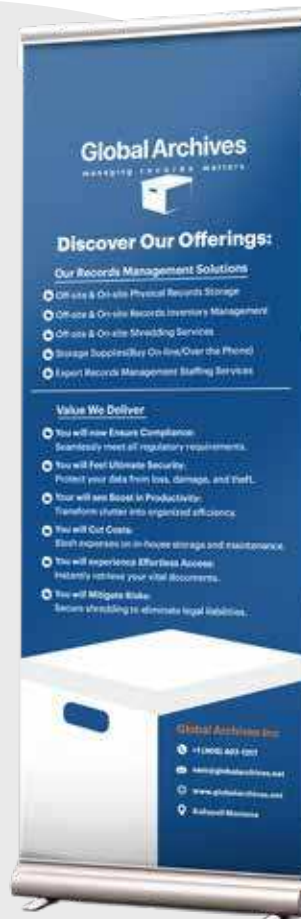 Global Archives
managing records matters
Discover Our Offerings:
Our Records Management Solutions
Off-site & On-site Physical Records Storage
Off-site & On-site Records Inventory Management
Off-site & On-site Shredding Services
Storage Supplies(Buy On-line/Over the Phone)
Expert Records Management Staffing Services
Value We Deliver
You will now Ensure Compliance:
Seamlessly meet all regulatory requirements.
You will Feel Ultimate Security:
Protect your data from loss, damage, and theft.
Your will see Boost in Productivity:
Transform clutter into organized efficiency.
You will Cut Costs:
Slash expenses on in-house storage and maintenance.
You will experience Effortless Access:
Instantly retrieve your vital documents.
You will Mitigate Risks:
Secure shredding to eliminate legal liabilities.
Global Archives Inc
www.globalarchives.net
Kalispell Montana